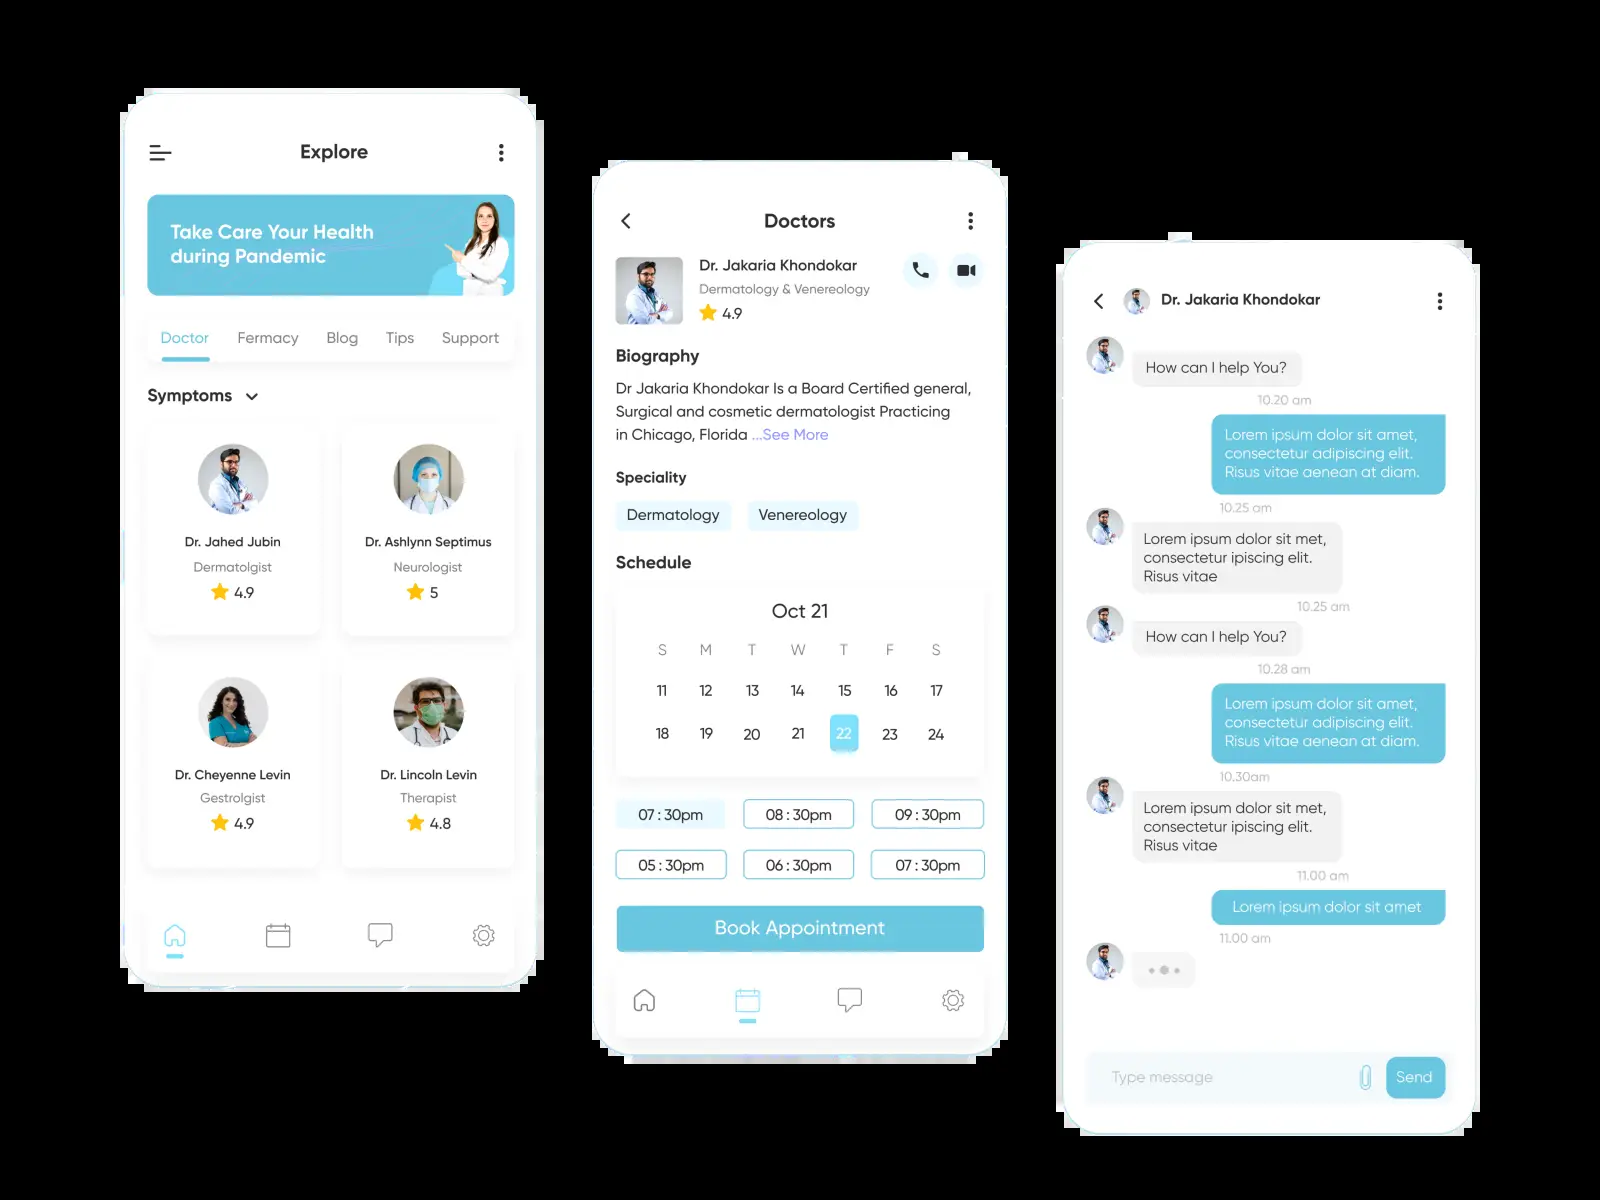 Explore
Take Care Your Health
during Pandemic
Doctor Fermacy Blog Tips Support
Symptoms
Dr. Jahed Jubin
Dermatolgist
4.9
Dr. Ashlynn Septimus
Neurologist
5
Dr. Cheyenne Levin
Gestrolgist
4.9
Dr. Lincoln Levin
Therapist
4.8
Doctors
Dr. Jakaria Khondokar
Dermatology & Venereology
4.9
Biography
Dr Jakaria Khondokar Is a Board Certified general,
Surgical and cosmetic dermatologist Practicing
in Chicago, Florida ...See More
Speciality
Dermatology Venereology
Schedule
Oct 21
S M T W T F S
11 12 13 14 15 16 17
18 19 20 21 22 23 24
07 : 30pm 08 : 30pm 09 : 30pm
05 : 30pm 06 : 30pm 07 : 30pm
Book Appointment
Dr. Jakaria Khondokar
How can I help You?
10.20 am
Lorem ipsum dolor sit amet,
consectetur adipiscing elit.
Risus vitae aenean at diam.
10.25 am
Lorem ipsum dolor sit met,
consectetur ipiscing elit.
Risus vitae
10.25 am
How can I help You?
10.28 am
Lorem ipsum dolor sit amet,
consectetur adipiscing elit.
Risus vitae aenean at diam.
10.30am
Lorem ipsum dolor sit met,
consectetur ipiscing elit.
Risus vitae
11.00 am
Lorem ipsum dolor sit amet
11.00 am
Type message
Send